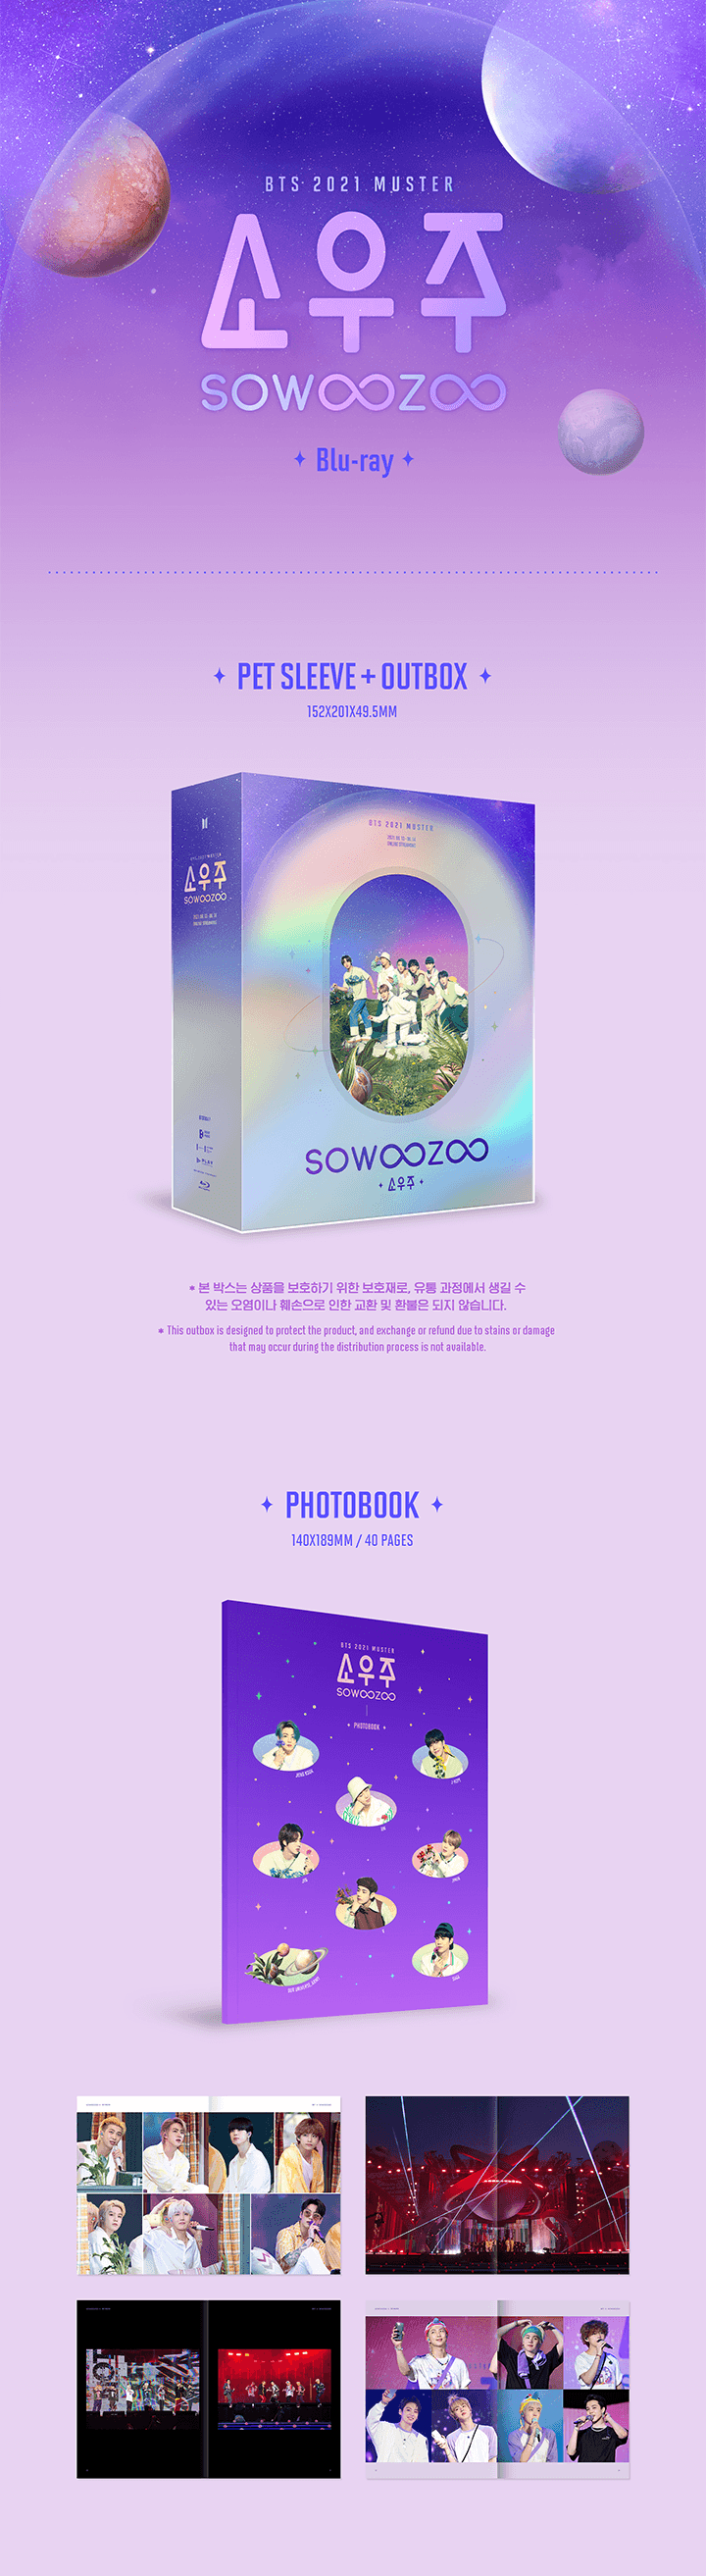 BTS 2021 MUSTER
소우주
SOWOOZOO
Blu-ray
PET SLEEVE + OUTBOX
152X201X49.5MM
소우주
SOWOOZOO
BTS 2021 MUSTER
SOWOOZOO
소우주
* 본 박스는 상품을 보호하기 위한 보호재로, 유통 과정에서 생길 수
있는 오염이나 훼손으로 인한 교환 및 환불은 되지 않습니다.
* This outbox is designed to protect the product, and exchange or refund due to stains or damage
that may occur during the distribution process is not available.
PHOTOBOOK
140X189MM / 40 PAGES
BTS 2021 MUSTER
소우주
SOWOOZOO
PHOTOBOOK
JUNG KOOK
RM
JIN
JIMIN
V
SUGA